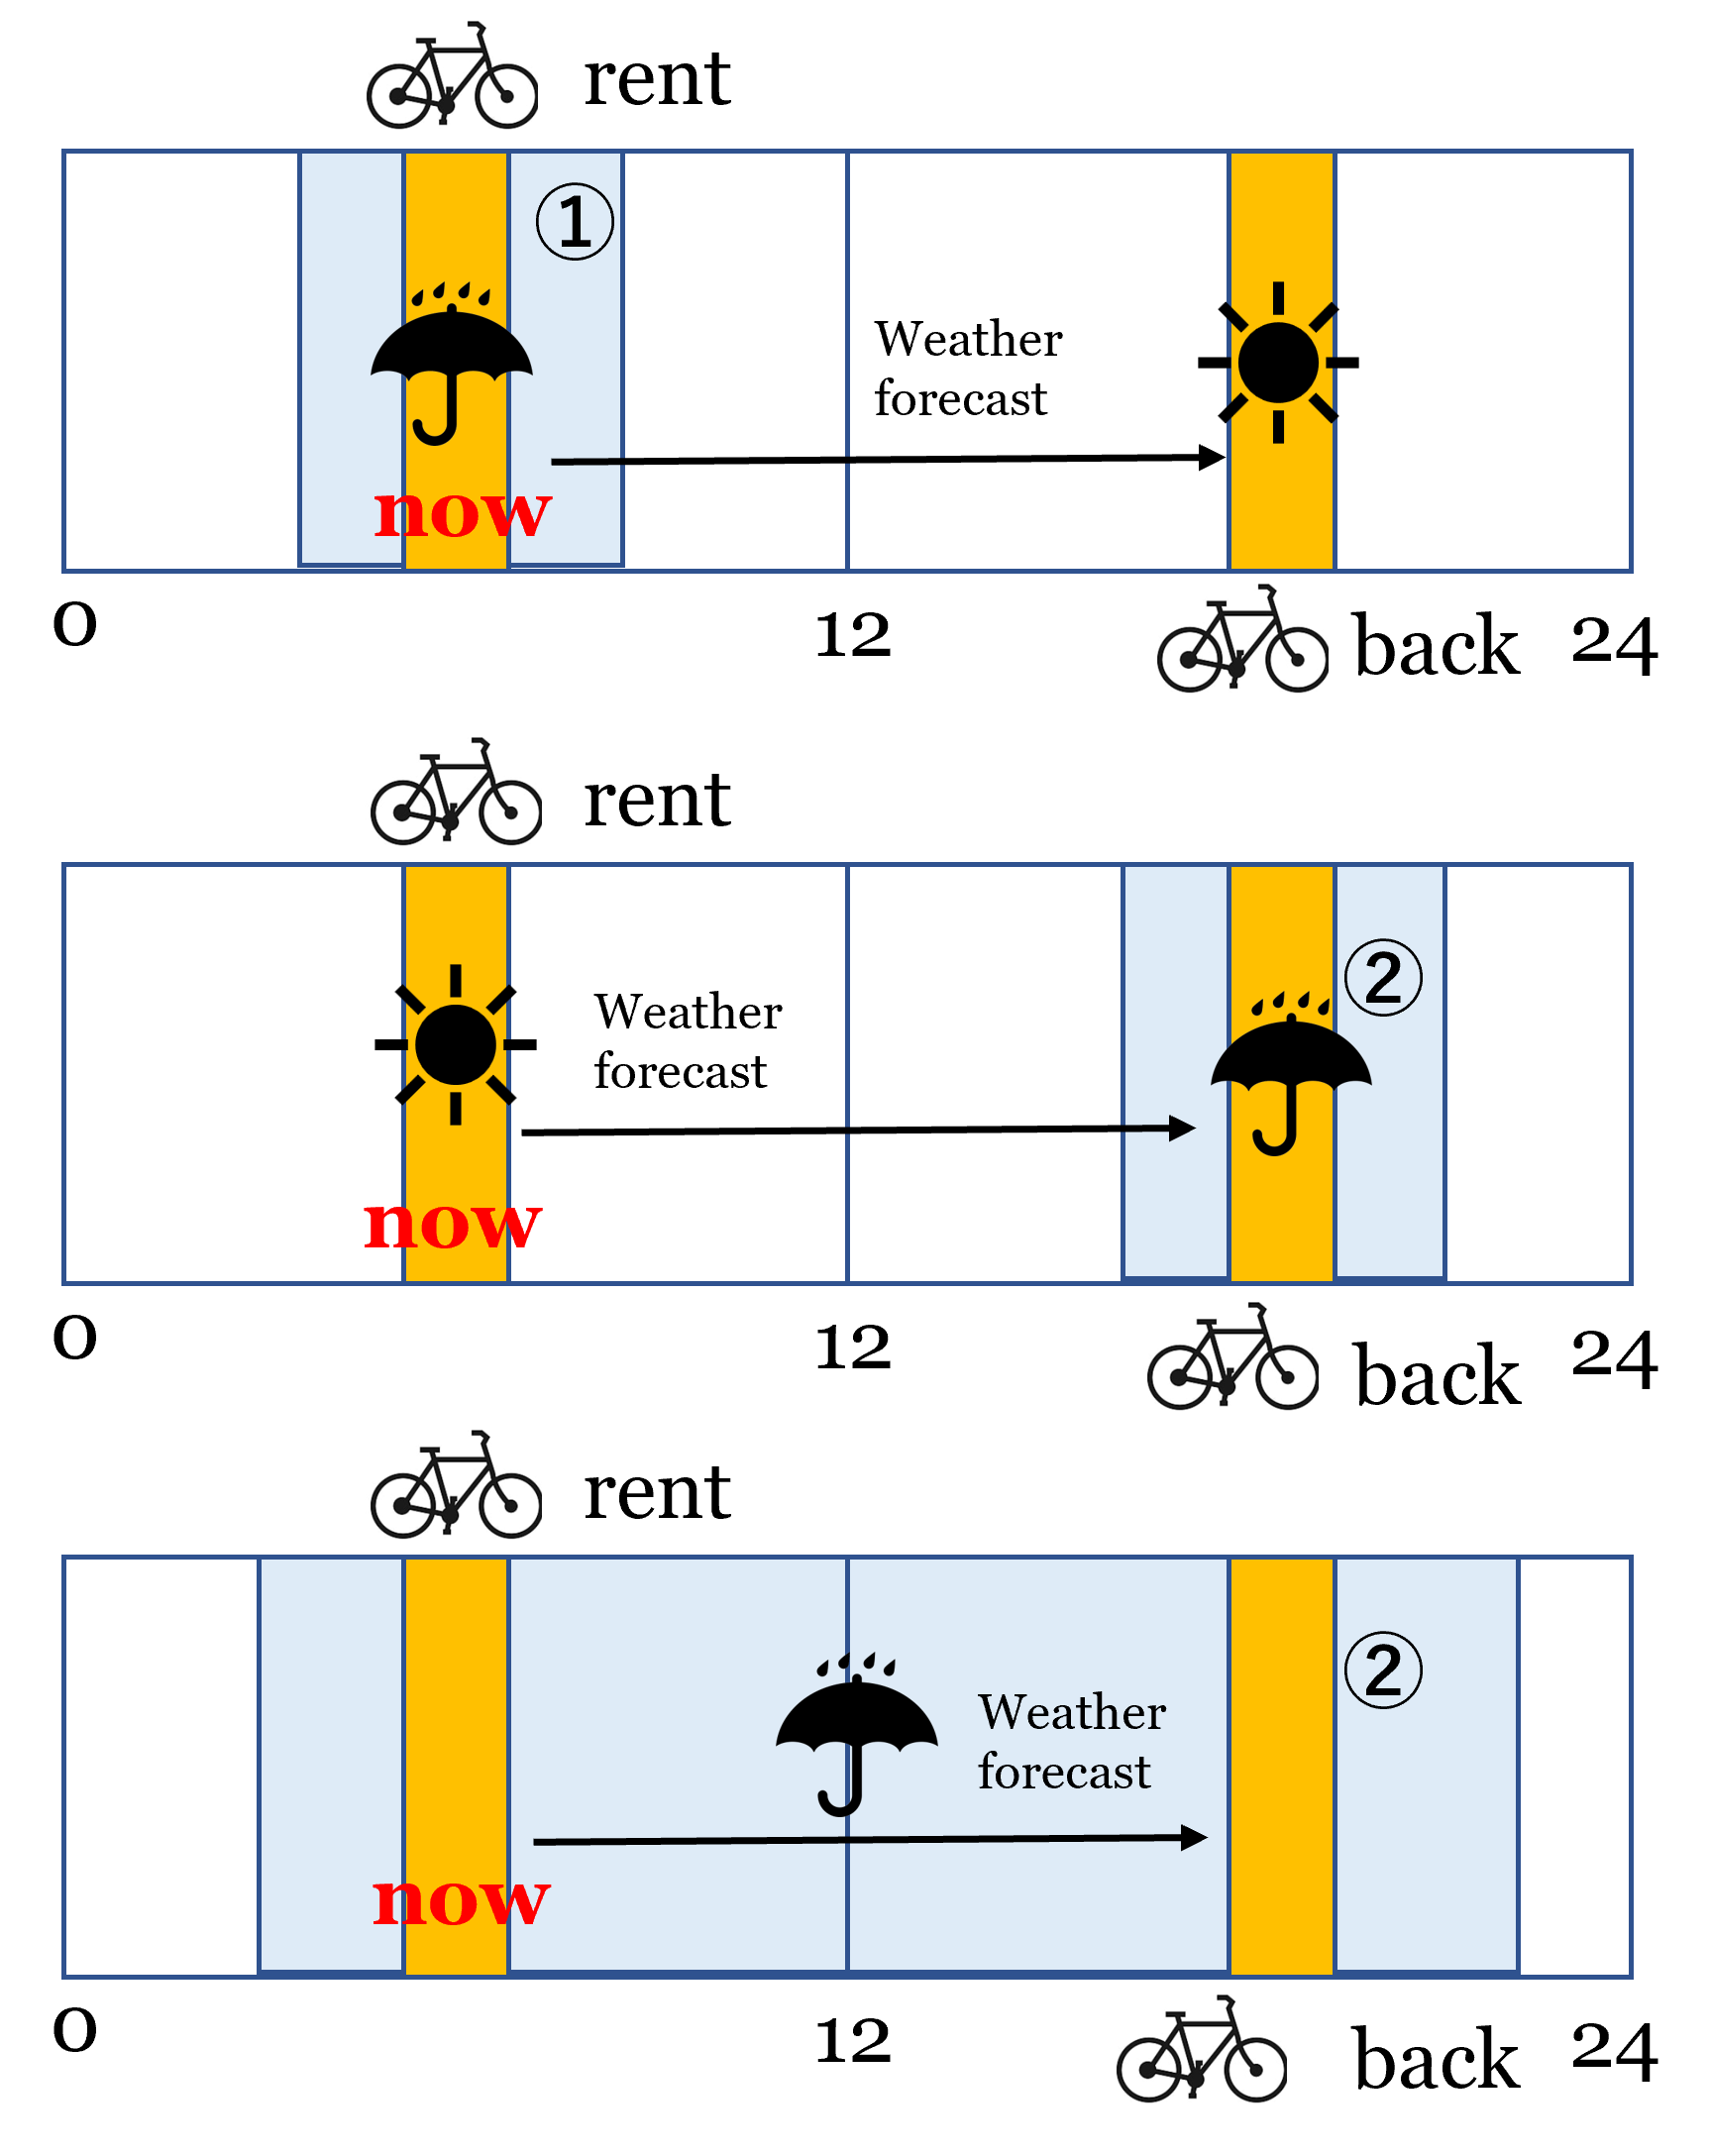 rent
①
Weather
forecast
now
0
12
back
24
rent
②
Weather
forecast
now
0
12
back
24
rent
②
Weather
forecast
now
0
12
back
24